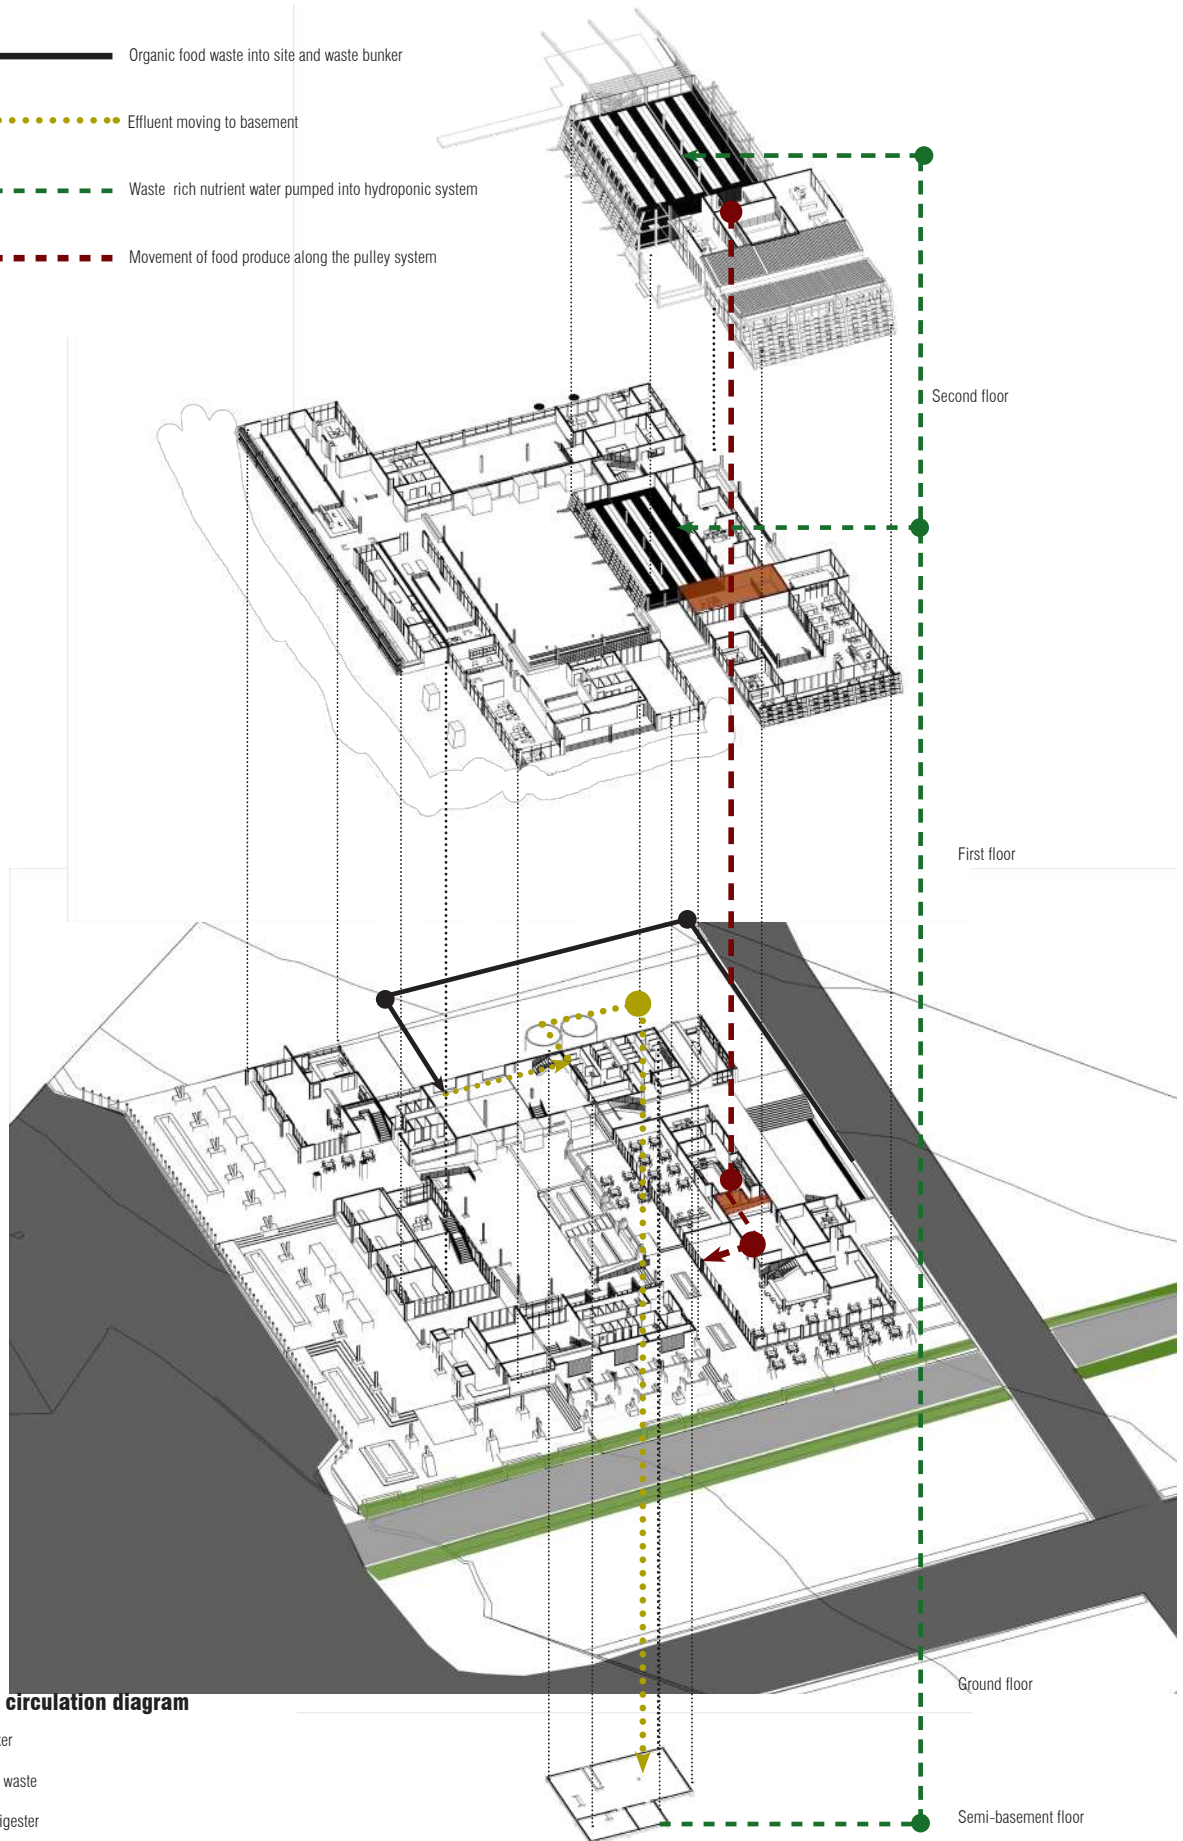 Organic food waste into site and waste bunker
Effluent moving to basement
Waste rich nutrient water pumped into hydroponic system
Movement of food produce along the pulley system
Second floor
First floor
Ground floor
circulation diagram
waste
Semi-basement floor